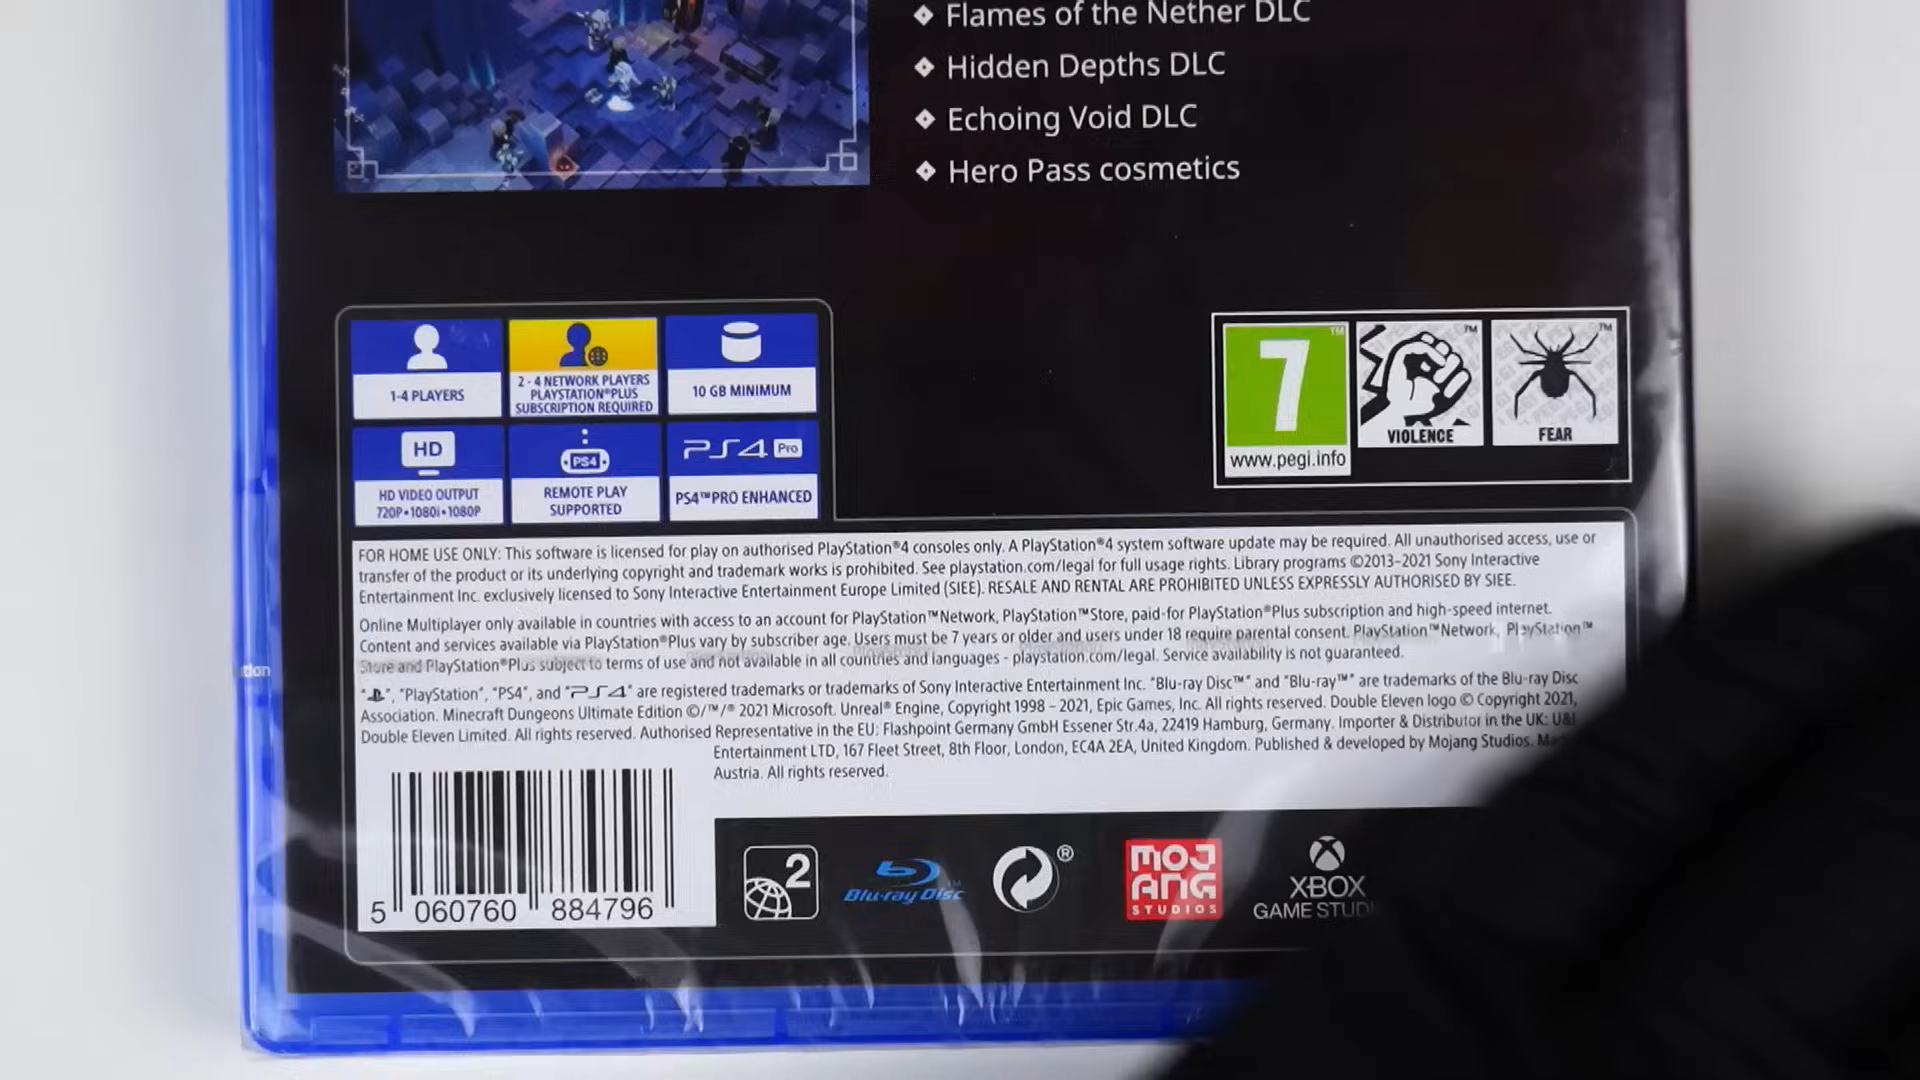 Flames of the Nether DLC
Hidden Depths DLC
Echoing Void DLC
Hero Pass cosmetics
1-4 PLAYERS
2 - 4 NETWORK PLAYERS
PLAYSTATION®PLUS
SUBSCRIPTION REQUIRED
10 GB MINIMUM
HD
HD VIDEO OUTPUT
720P•1080i•1080P
PS4
REMOTE PLAY
SUPPORTED
PS4 Pro
PS4™PRO ENHANCED
7
www.pegi.info
VIOLENCE
FEAR
FOR HOME USE ONLY: This software is licensed for play on authorised PlayStation®4 consoles only. A PlayStation®4 system software update may be required. All unauthorised access, use or
transfer of the product or its underlying copyright and trademark works is prohibited. See playstation.com/legal for full usage rights. Library programs ©2013-2021 Sony Interactive
Entertainment Inc. exclusively licensed to Sony Interactive Entertainment Europe Limited (SIEE). RESALE AND RENTAL ARE PROHIBITED UNLESS EXPRESSLY AUTHORISED BY SIEE.
Online Multiplayer only available in countries with access to an account for PlayStation™Network, PlayStation™Store, paid-for PlayStation®Plus subscription and high-speed internet.
Content and services available via PlayStation®Plus vary by subscriber age. Users must be 7 years or older and users under 18 require parental consent. PlayStation™Network, PlayStation™
Store and PlayStation®Plus subject to terms of use and not available in all countries and languages - playstation.com/legal. Service availability is not guaranteed.
"", "PlayStation", "PS4", and "PS4" are registered trademarks or trademarks of Sony Interactive Entertainment Inc. "Blu-ray Disc™" and "Blu-ray™" are trademarks of the Blu-ray Disc
Association. Minecraft Dungeons Ultimate Edition ©/™/® 2021 Microsoft. Unreal® Engine, Copyright 1998 – 2021, Epic Games, Inc. All rights reserved. Double Eleven logo © Copyright 2021,
Double Eleven Limited. All rights reserved. Authorised Representative in the EU: Flashpoint Germany GmbH Essener Str.4a, 22419 Hamburg, Germany. Importer & Distributor in the UK: U&I
Entertainment LTD, 167 Fleet Street, 8th Floor, London, EC4A 2EA, United Kingdom. Published & developed by Mojang Studios.
Austria. All rights reserved.
5 060760 884796
2
Blu-ray Disc
®
MOJANG
STUDIOS
XBOX
GAME